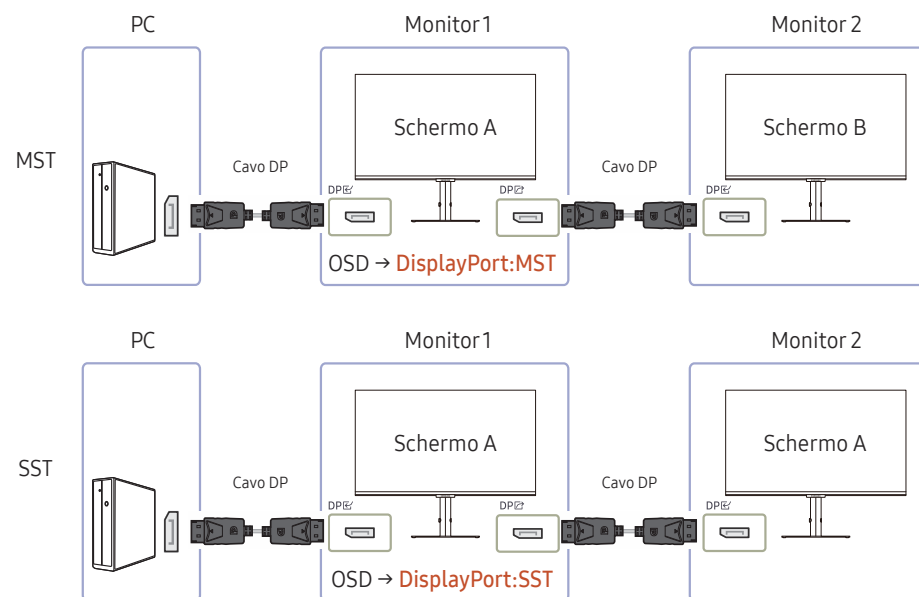 PC Monitor 1 Monitor 2
Schermo A Schermo B
MST Cavo DP Cavo DP
DP DP DP
OSD → DisplayPort:MST
PC Monitor 1 Monitor 2
Schermo A Schermo A
SST Cavo DP Cavo DP
DP DP DP
OSD → DisplayPort:SST